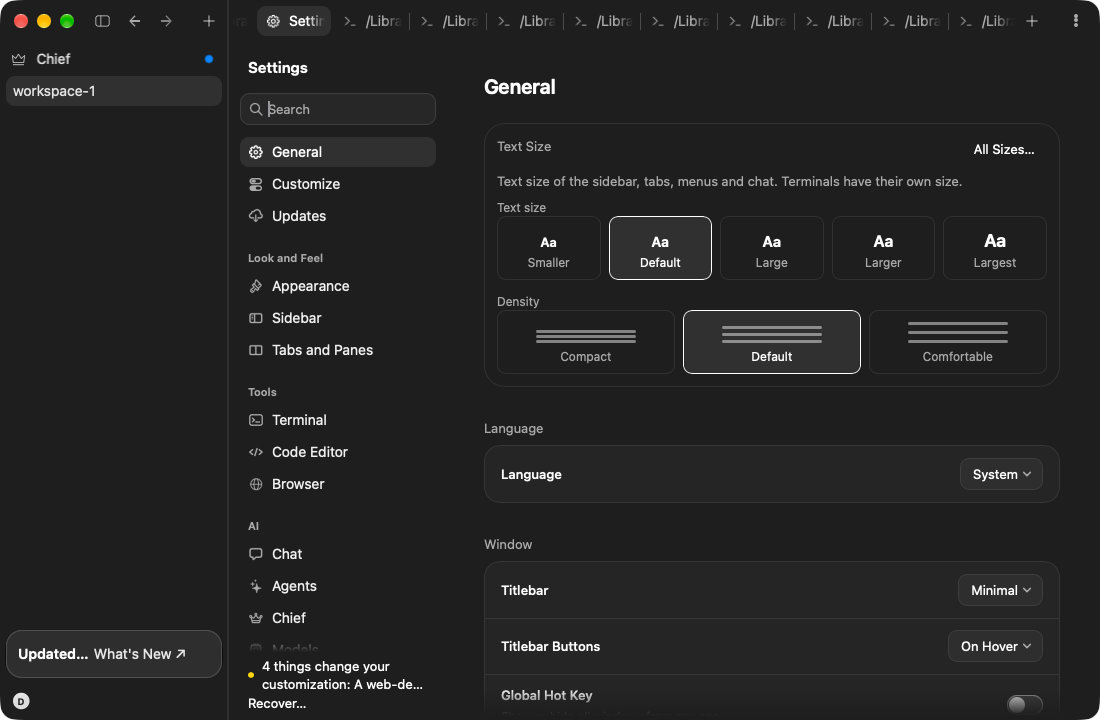 Settin
/Libra
/Libra
/Libra
/Libra
/Libra
/Libra
/Libra
/Libra
/Libr
Chief
workspace-1
Updated... What's New
D
Settings
Search
General
Customize
Updates
Look and Feel
Appearance
Sidebar
Tabs and Panes
Tools
Terminal
Code Editor
Browser
AI
Chat
Agents
Chief
Models
4 things change your
customization: A web-de...
Recover...
General
Text Size
All Sizes...
Text size of the sidebar, tabs, menus and chat. Terminals have their own size.
Text size
Aa Aa Aa Aa Aa
Smaller Default Large Larger Largest
Density
Compact Default Comfortable
Language
Language System
Window
Titlebar Minimal
Titlebar Buttons On Hover
Global Hot Key